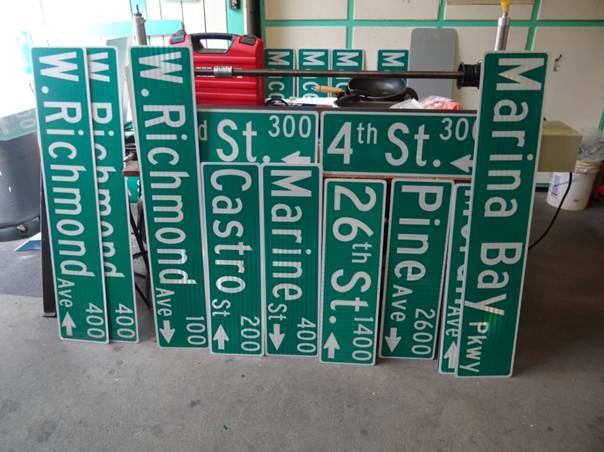 W. Richmond Ave 400
W. Richmond 400
W. Richmond Ave 100
St. 300
4th St. 300
Castro St 200
Marine St 4000
26th St. 1400
Pine Ave 2600
Ave
Marina Bay Pkwy